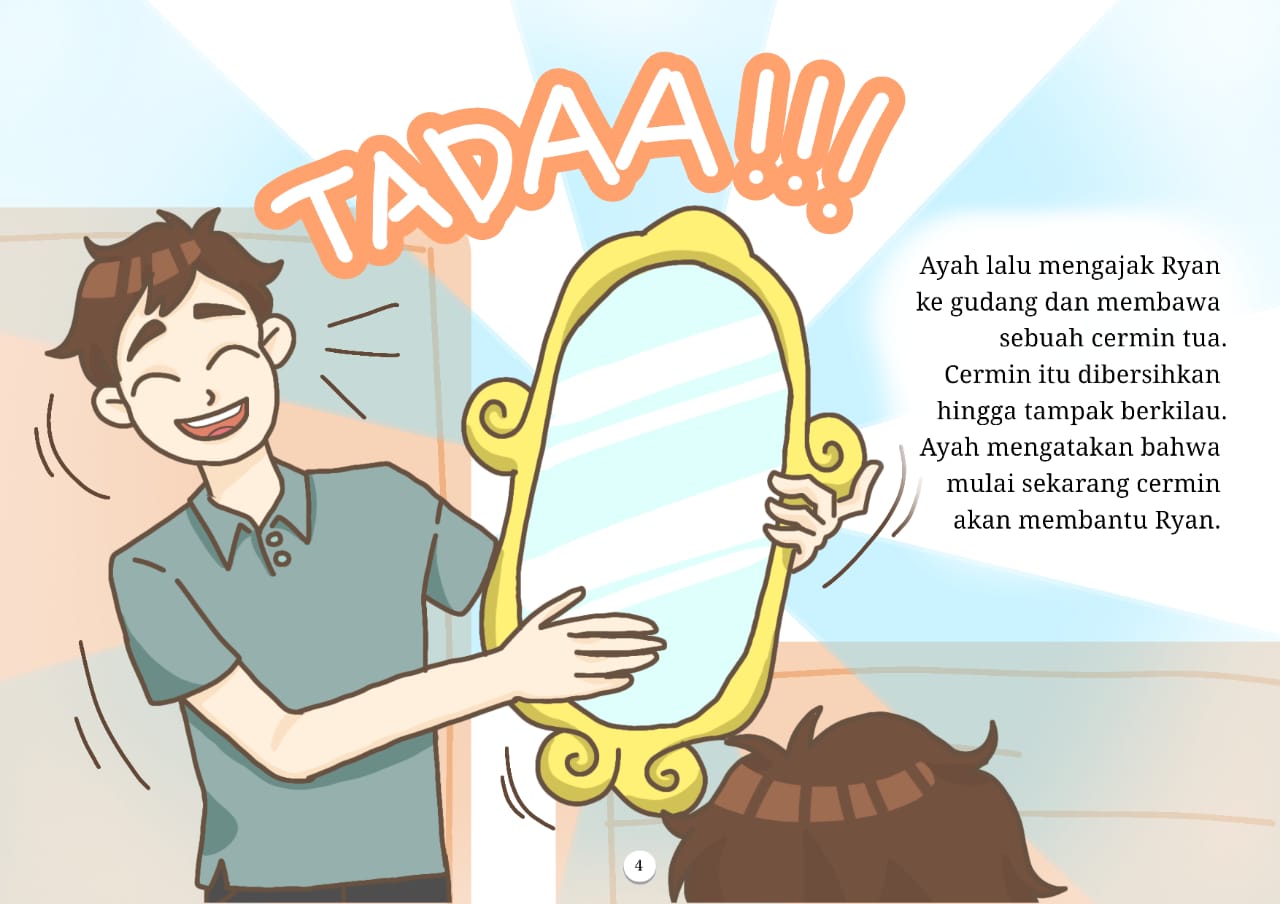 TADAA!!!
Ayah lalu mengajak Ryan
ke gudang dan membawa
sebuah cermin tua.
Cermin itu dibersihkan
hingga tampak berkilau.
Ayah mengatakan bahwa
mulai sekarang cermin
akan membantu Ryan.
4